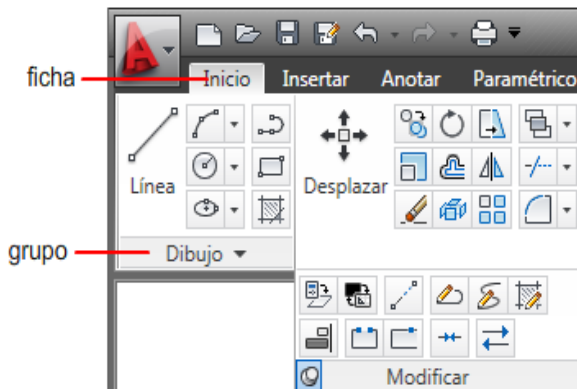 ficha
Inicio Insertar Anotar Paramétrico
Línea
Desplazar
grupo
Dibujo
Modificar